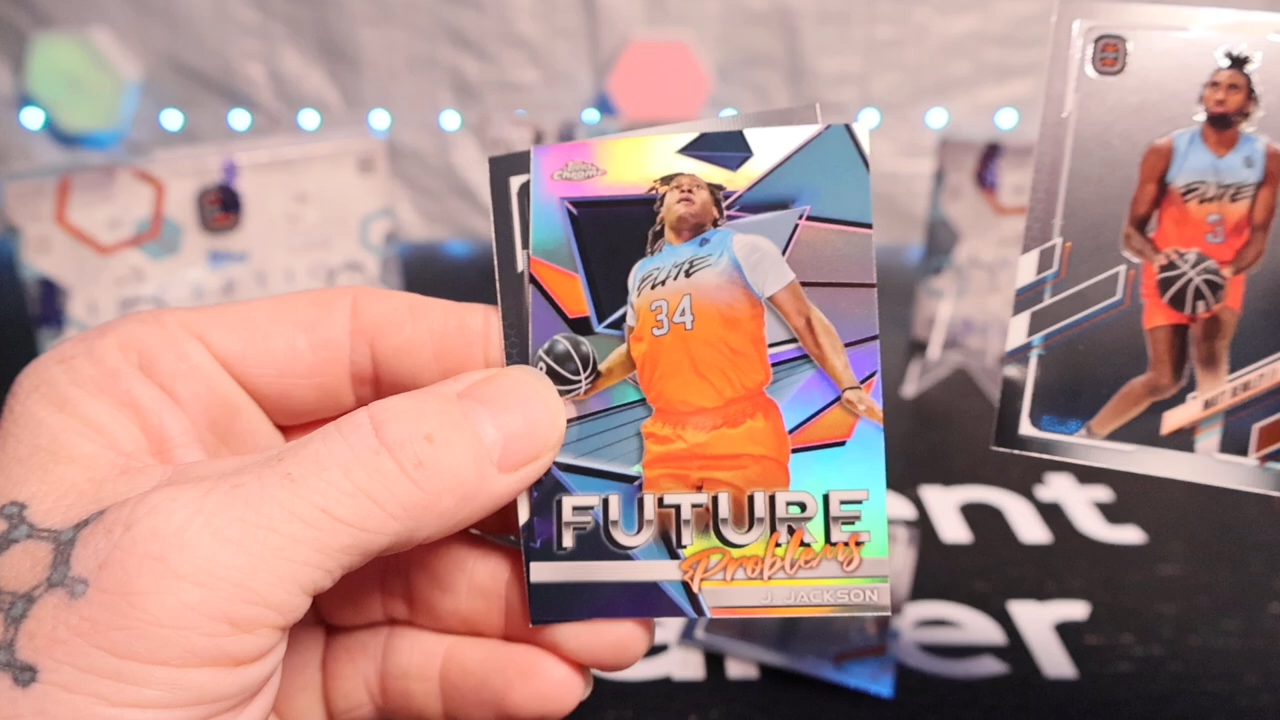 Topps
Chrome
ELITE
34
FUTURE
Problems
J. JACKSON
ELITE
3
ent
er